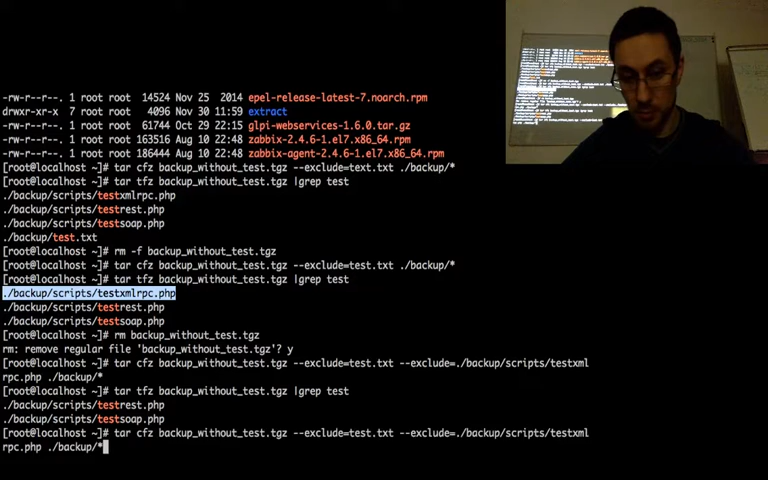 -rw-r--r--. 1 root root  14524 Nov 25  2014 epel-release-latest-7.noarch.rpm
drwxr-xr-x  7 root root   4096 Nov 30 11:59 extract
-rw-r--r--. 1 root root  61744 Oct 29 22:15 glpi-webservices-1.6.0.tar.gz
-rw-r--r--. 1 root root 163516 Aug 10 22:48 zabbix-2.4.6-1.el7.x86_64.rpm
-rw-r--r--. 1 root root 186444 Aug 10 22:48 zabbix-agent-2.4.6-1.el7.x86_64.rpm
[root@localhost ~]# tar cfz backup_without_test.tgz --exclude=text.txt ./backup/*
[root@localhost ~]# tar tfz backup_without_test.tgz |grep test
./backup/scripts/testxmlrpc.php
./backup/scripts/testrest.php
./backup/scripts/testsoap.php
./backup/test.txt
[root@localhost ~]# rm -f backup_without_test.tgz
[root@localhost ~]# tar cfz backup_without_test.tgz --exclude=test.txt ./backup/*
[root@localhost ~]# tar tfz backup_without_test.tgz |grep test
./backup/scripts/testxmlrpc.php
./backup/scripts/testrest.php
./backup/scripts/testsoap.php
[root@localhost ~]# rm backup_without_test.tgz
rm: remove regular file 'backup_without_test.tgz'? y
[root@localhost ~]# tar cfz backup_without_test.tgz --exclude=test.txt --exclude=./backup/scripts/testxml
rpc.php ./backup/*
[root@localhost ~]# tar tfz backup_without_test.tgz |grep test
./backup/scripts/testrest.php
./backup/scripts/testsoap.php
[root@localhost ~]# tar cfz backup_without_test.tgz --exclude=test.txt --exclude=./backup/scripts/testxml
rpc.php ./backup/*